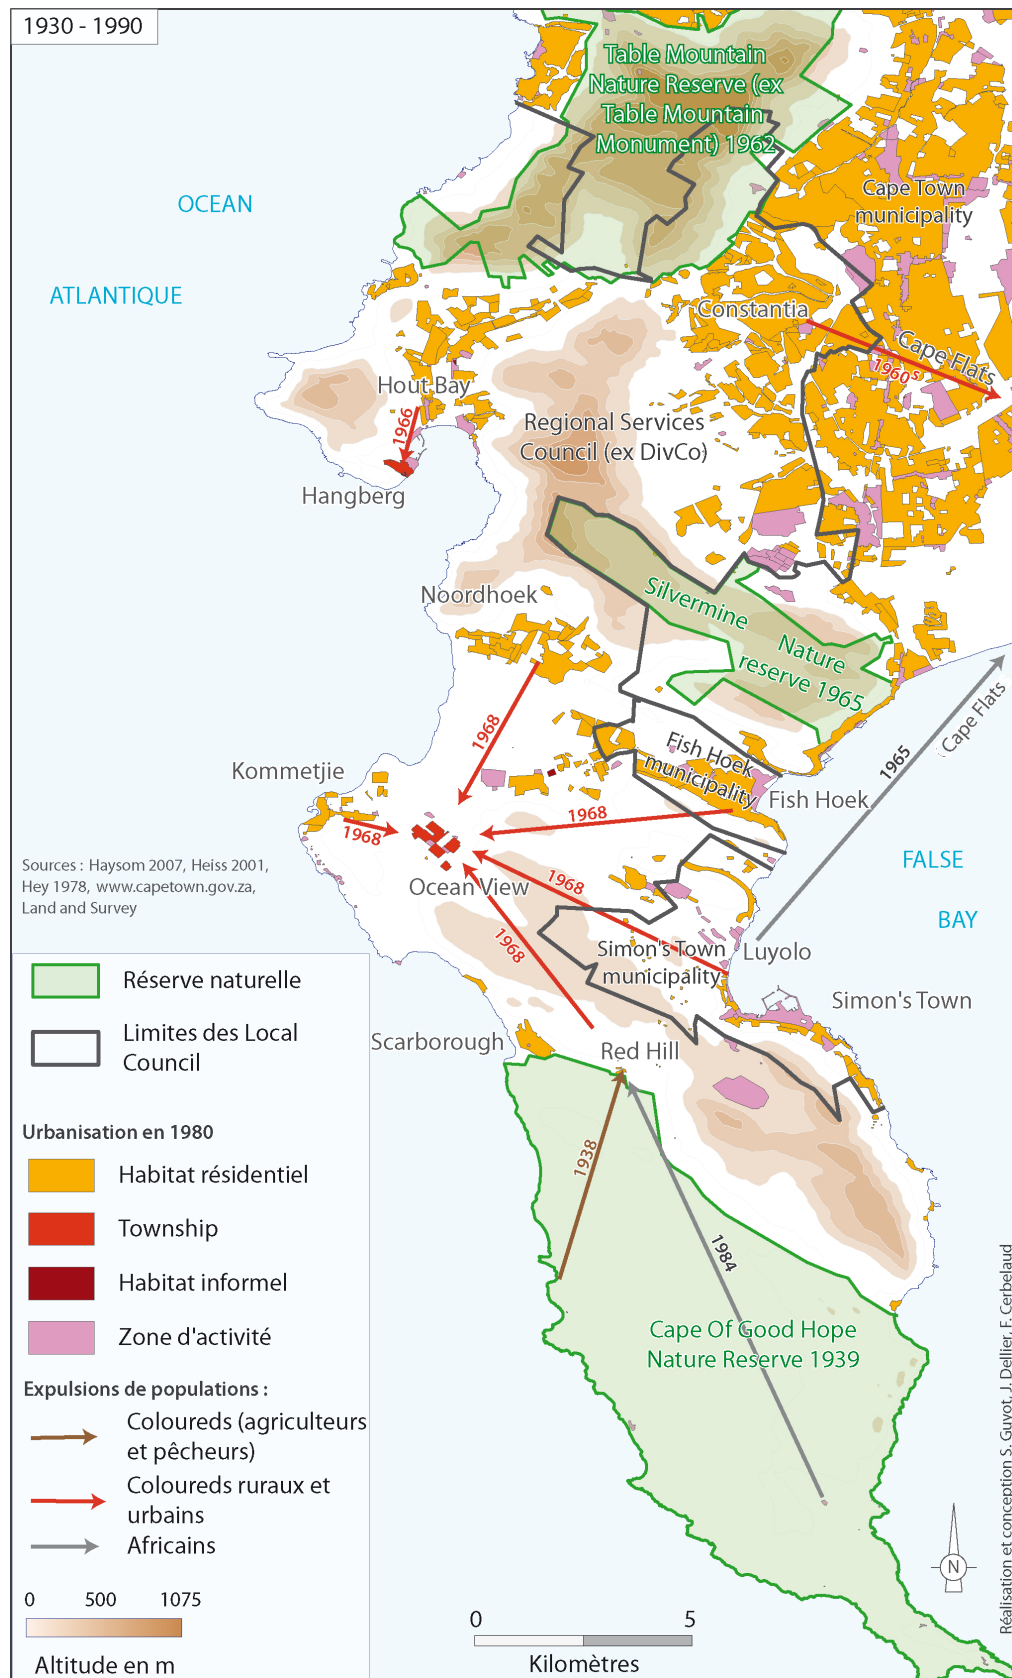 1930 - 1990
Table Mountain
Nature Reserve (ex
Table Mountain
Monument) 1962
OCEAN
ATLANTIQUE
Cape Town
municipality
Constantia
Cape Flats
1960s
Hout Bay
1966
Hangberg
Regional Services
Council (ex DivCo)
Noordhoek
Silvermine Nature
reserve 1965
1968
Fish Hoek
municipality
Cape Flats
1965
Kommetjie
1968
1968
Fish Hoek
Sources : Haysom 2007, Heiss 2001,
Hey 1978, www.capetown.gov.za,
Land and Survey
FALSE
BAY
Ocean View
1968
1968
Simon's Town
municipality
Luyolo
Simon's Town
Scarborough
Red Hill
1938
1984
Cape Of Good Hope
Nature Reserve 1939
Réserve naturelle
Limites des Local
Council
Urbanisation en 1980
Habitat résidentiel
Township
Habitat informel
Zone d'activité
Expulsions de populations :
Coloureds (agriculteurs
et pêcheurs)
Coloureds ruraux et
urbains
Africains
0 500 1075
Altitude en m
0 5
Kilomètres
N
Réalisation et conception S. Guyot, J. Dellier, F. Cerbelaud